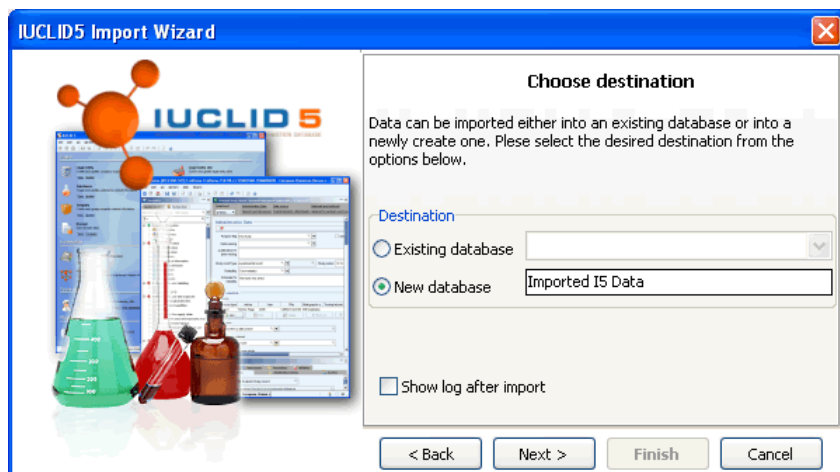 IUCLID5 Import Wizard
IUCLID 5
Choose destination
Data can be imported either into an existing database or into a
newly create one. Plese select the desired destination from the
options below.
Destination
Existing database
New database
Imported I5 Data
Show log after import
< Back
Next >
Finish
Cancel